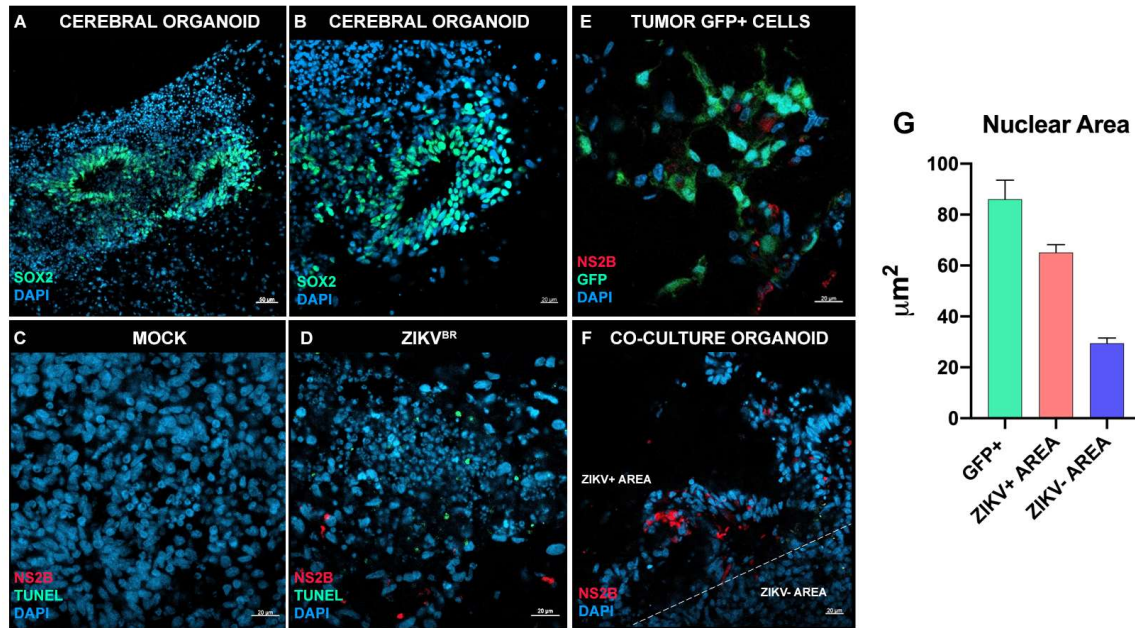 A CEREBRAL ORGANOID
SOX2
DAPI
50 µm
B CEREBRAL ORGANOID
SOX2
DAPI
20 µm
E TUMOR GFP+ CELLS
NS2B
GFP
DAPI
20 µm
C MOCK
NS2B
TUNEL
DAPI
20 µm
D ZIKVᴮᴿ
NS2B
TUNEL
DAPI
20 µm
F CO-CULTURE ORGANOID
ZIKV+ AREA
NS2B
DAPI
ZIKV- AREA
20 µm
G Nuclear Area
µm²
100
80
60
40
20
0
GFP+
ZIKV+ AREA
ZIKV- AREA